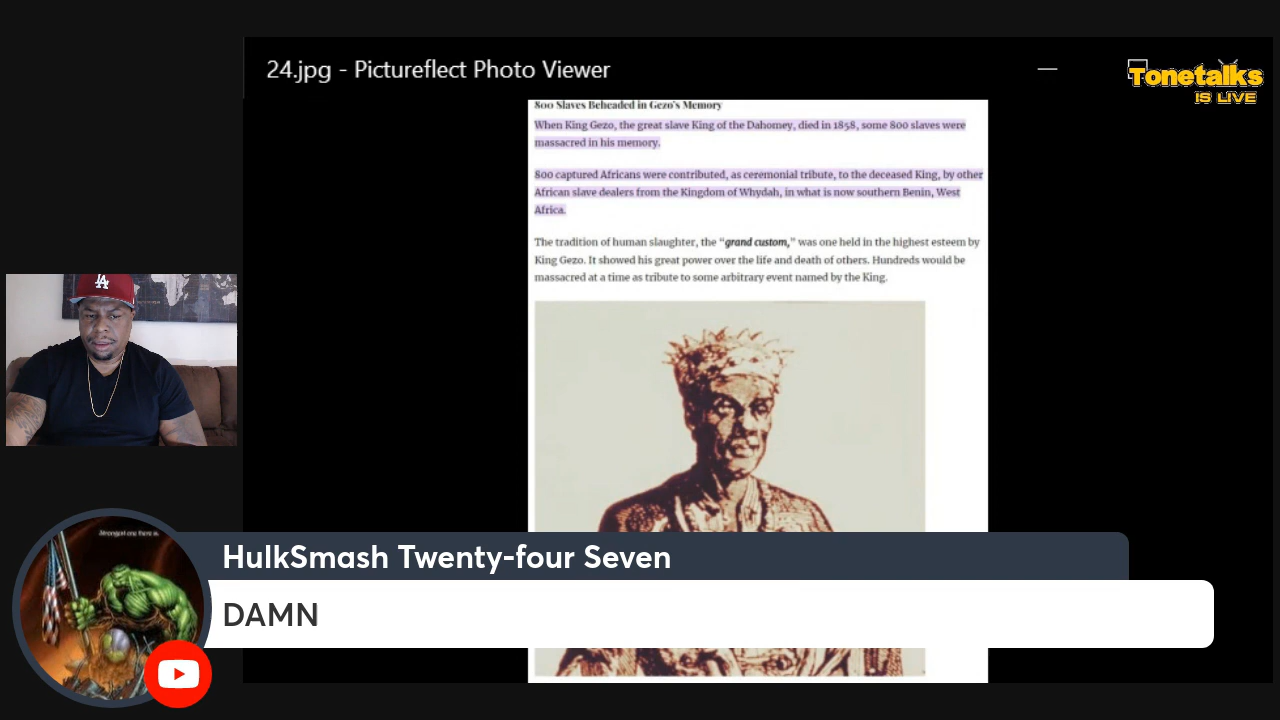 24.jpg - Pictureflect Photo Viewer
Tonetalks
IS LIVE
800 Slaves Beheaded in Gezo's Memory
When King Gezo, the great slave King of the Dahomey, died in 1858, some 800 slaves were
massacred in his memory.
800 captured Africans were contributed, as ceremonial tribute, to the deceased King, by other
African slave dealers from the Kingdom of Whydah, in what is now southern Benin, West
Africa.
The tradition of human slaughter, the "grand custom," was one held in the highest esteem by
King Gezo. It showed his great power over the life and death of others. Hundreds would be
massacred at a time as tribute to some arbitrary event named by the King.
LA
Strongest one there is.
HulkSmash Twenty-four Seven
DAMN